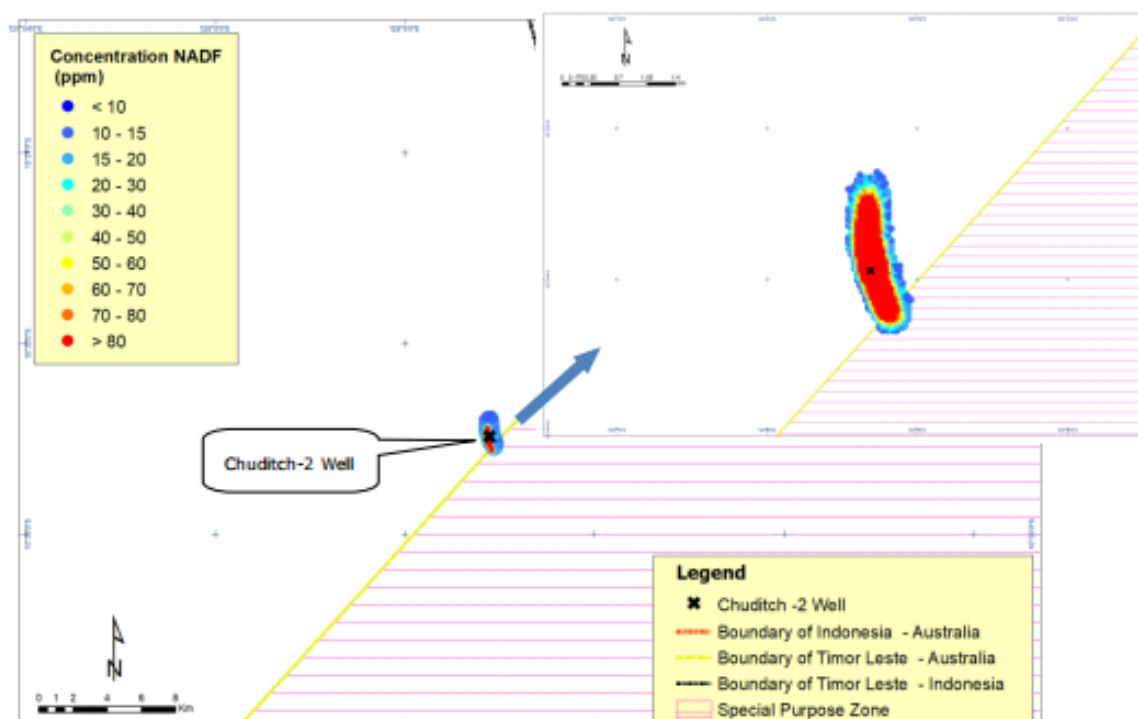 Concentration NADF
(ppm)
< 10
10 - 15
15 - 20
20 - 30
30 - 40
40 - 50
50 - 60
60 - 70
70 - 80
> 80
N
Chuditch-2 Well
N
0 1 2 4 6 8
Km
Legend
Chuditch -2 Well
Boundary of Indonesia - Australia
Boundary of Timor Leste - Australia
Boundary of Timor Leste - Indonesia
Special Purpose Zone